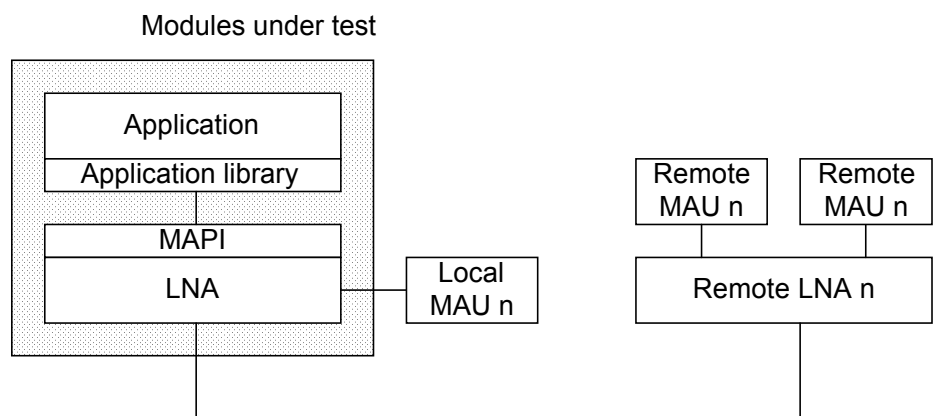 Modules under test
Application
Application library
MAPI
LNA
Local
MAU n
Remote
MAU n
Remote
MAU n
Remote LNA n